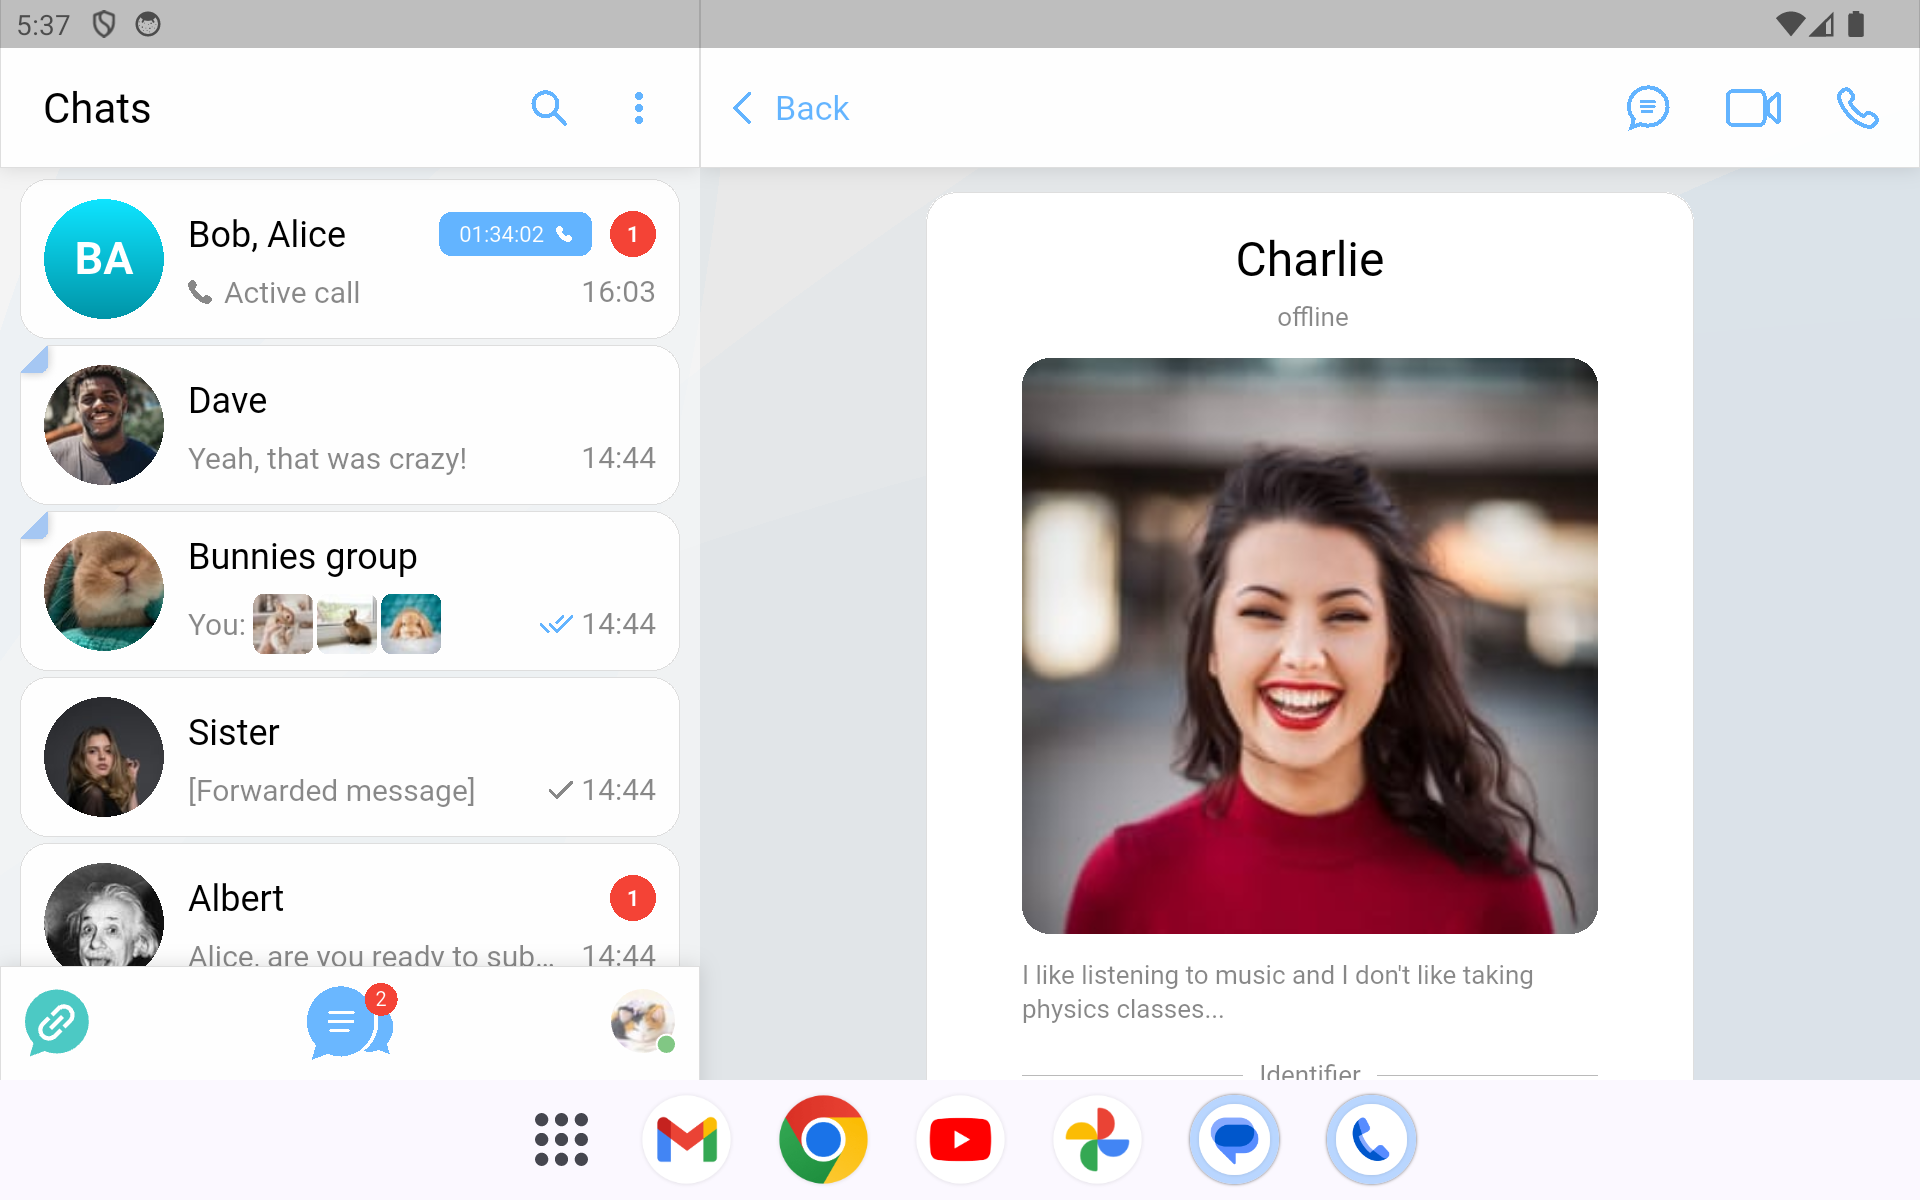 5:37
Chats
Back
BA
Bob, Alice
01:34:02
1
Active call
16:03
Dave
Yeah, that was crazy!
14:44
Bunnies group
You:
14:44
Sister
[Forwarded message]
14:44
Albert
1
Alice, are you ready to sub...
14:44
2
Charlie
offline
I like listening to music and I don't like taking
physics classes...
Identifier